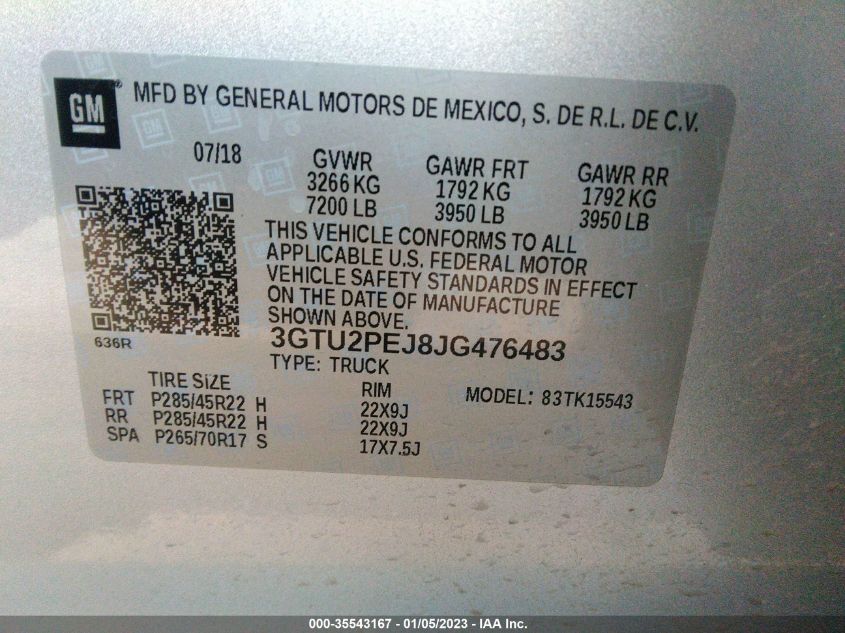 GM
MFD BY GENERAL MOTORS DE MEXICO, S. DE R.L. DE C.V.
07/18 GVWR GAWR FRT GAWR RR
3266 KG 1792 KG 1792 KG
7200 LB 3950 LB 3950 LB
THIS VEHICLE CONFORMS TO ALL
APPLICABLE U.S. FEDERAL MOTOR
VEHICLE SAFETY STANDARDS IN EFFECT
ON THE DATE OF MANUFACTURE
SHOWN ABOVE.
636R 3GTU2PEJ8JG476483
TYPE: TRUCK
TIRE SIZE RIM MODEL: 83TK15543
FRT P285/45R22 H 22X9J
RR P285/45R22 H 22X9J
SPA P265/70R17 S 17X7.5J
000-35543167 — 01/05/2023 — IAA Inc.